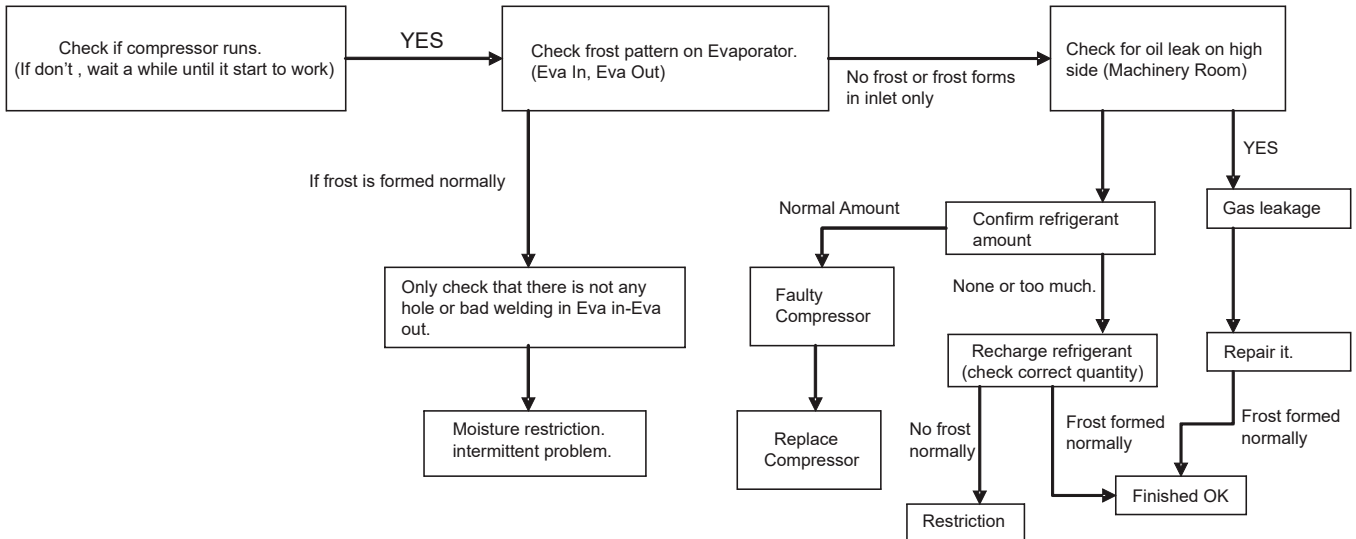 Check if compressor runs.
(If don't , wait a while until it start to work)
YES
Check frost pattern on Evaporator.
(Eva In, Eva Out)
No frost or frost forms
in inlet only
Check for oil leak on high
side (Machinery Room)
If frost is formed normally
YES
Normal Amount
Confirm refrigerant
amount
Gas leakage
Only check that there is not any
hole or bad welding in Eva in-Eva
out.
Faulty
Compressor
None or too much.
Recharge refrigerant
(check correct quantity)
Repair it.
Moisture restriction.
intermittent problem.
Replace
Compressor
No frost
normally
Frost formed
normally
Frost formed
normally
Finished OK
Restriction